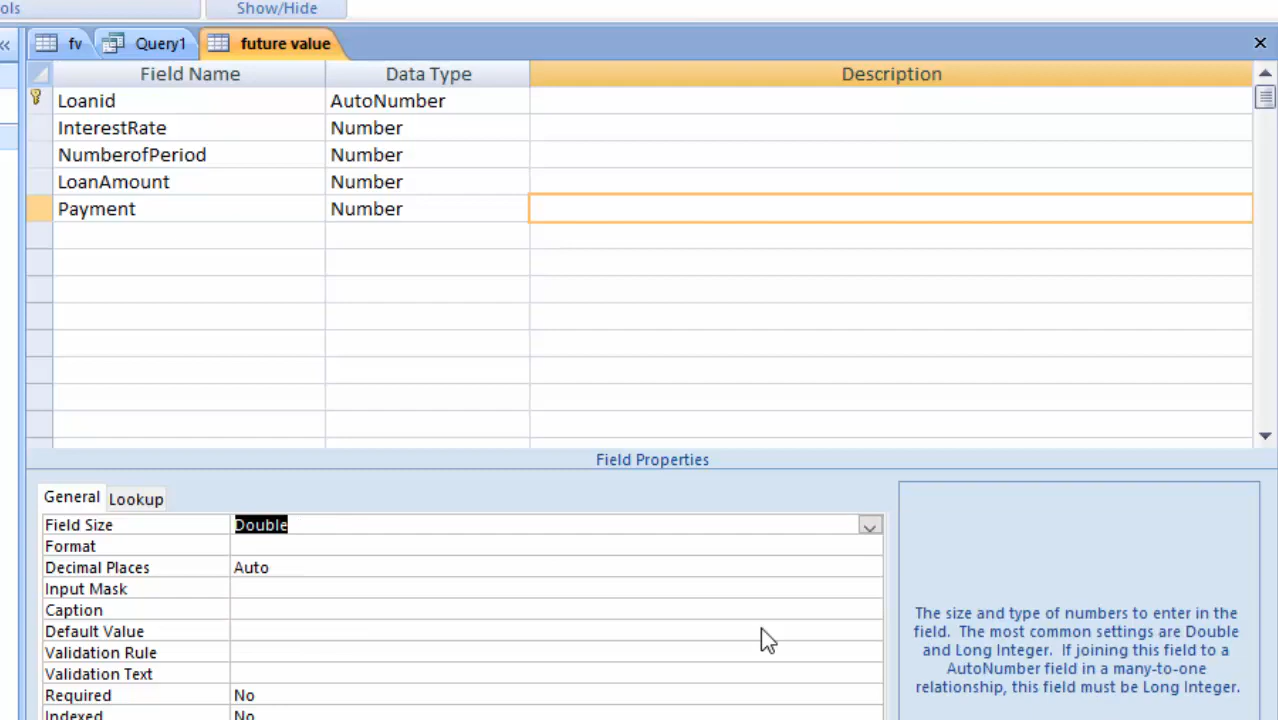 ols Show/Hide
fv Query1 future value
Field Name Data Type Description
Loanid AutoNumber
InterestRate Number
NumberofPeriod Number
LoanAmount Number
Payment Number
Field Properties
General Lookup
Field Size Double
Format
Decimal Places Auto
Input Mask
Caption
Default Value
Validation Rule
Validation Text
Required No
Indexed No
The size and type of numbers to enter in the
field. The most common settings are Double
and Long Integer. If joining this field to a
AutoNumber field in a many-to-one
relationship, this field must be Long Integer.